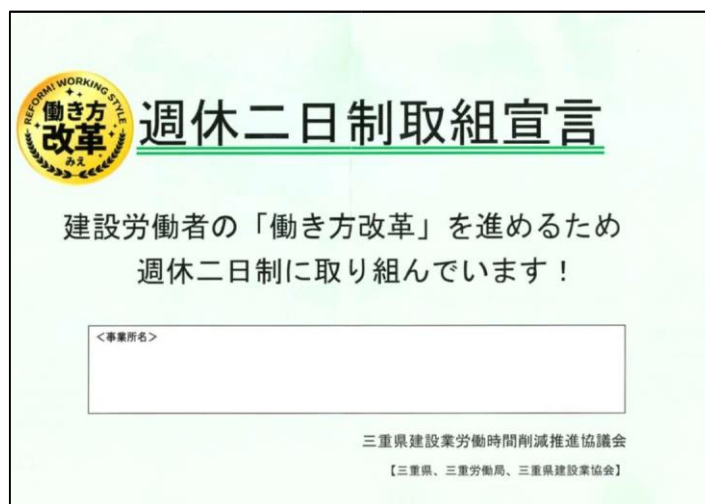 REFORM! WORKING STYLE
働き方
改革
みえ
週休二日制取組宣言
建設労働者の「働き方改革」を進めるため
週休二日制に取り組んでいます！
＜事業所名＞
三重県建設業労働時間削減推進協議会
【三重県、三重労働局、三重県建設業協会】